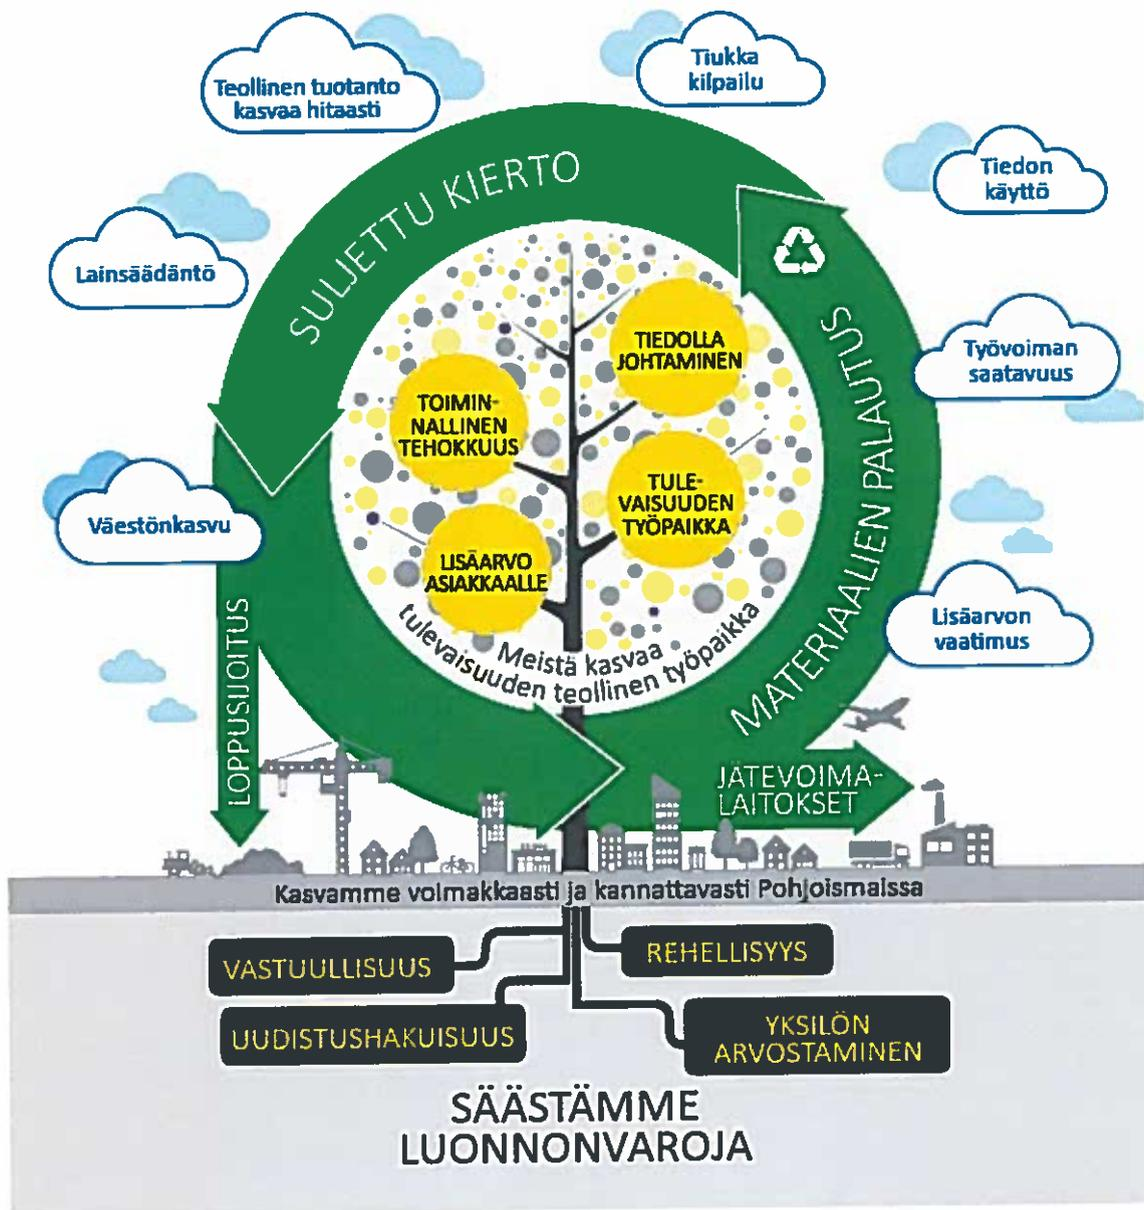 Teollinen tuotanto
kasvaa hitaasti
Tiukka
kilpailu
Tiedon
käyttö
Lainsäädäntö
Työvoiman
saatavuus
Väestönkasvu
Lisäarvon
vaatimus
SULJETTU KIERTO
MATERIAALIEN PALAUTUS
LOPPUSIJOITUS
JÄTEVOIMA-
LAITOKSET
TIEDOLLA
JOHTAMINEN
TOIMIN-
NALLINEN
TEHOKKUUS
TULE-
VAISUUDEN
TYÖPAIKKA
LISÄARVO
ASIAKKAALLE
Meistä kasvaa
tulevaisuuden teollinen työpaikka
Kasvamme voimakkaasti ja kannattavasti Pohjoismaissa
VASTUULLISUUS
REHELLISYYS
UUDISTUSHAKUISUUS
YKSILÖN
ARVOSTAMINEN
SÄÄSTÄMME
LUONNONVAROJA